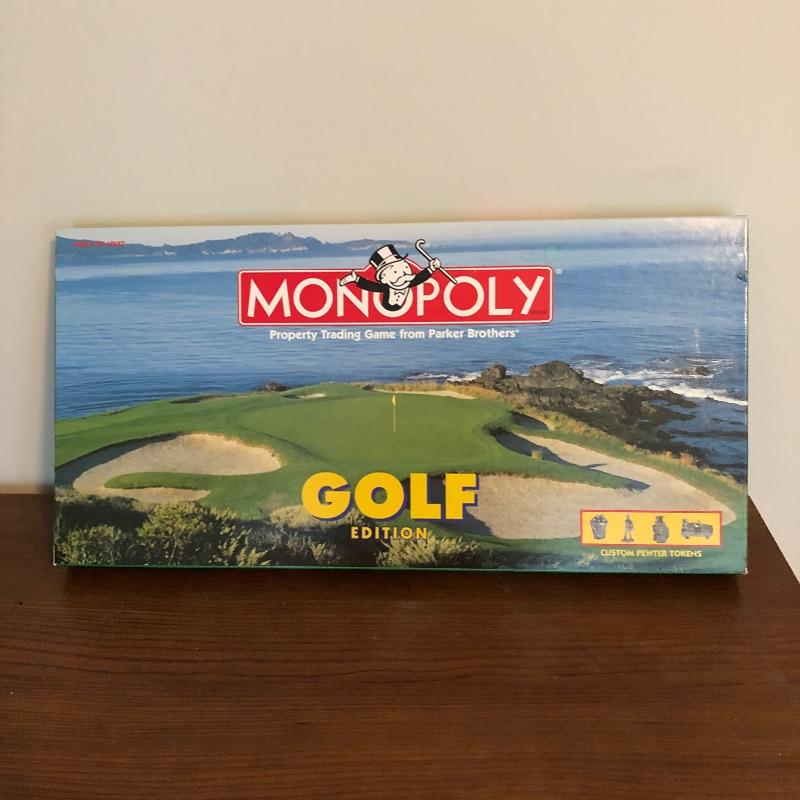 MONOPOLY
Property Trading Game from Parker Brothers®
GOLF
EDITION
CUSTOM PEWTER TOKENS